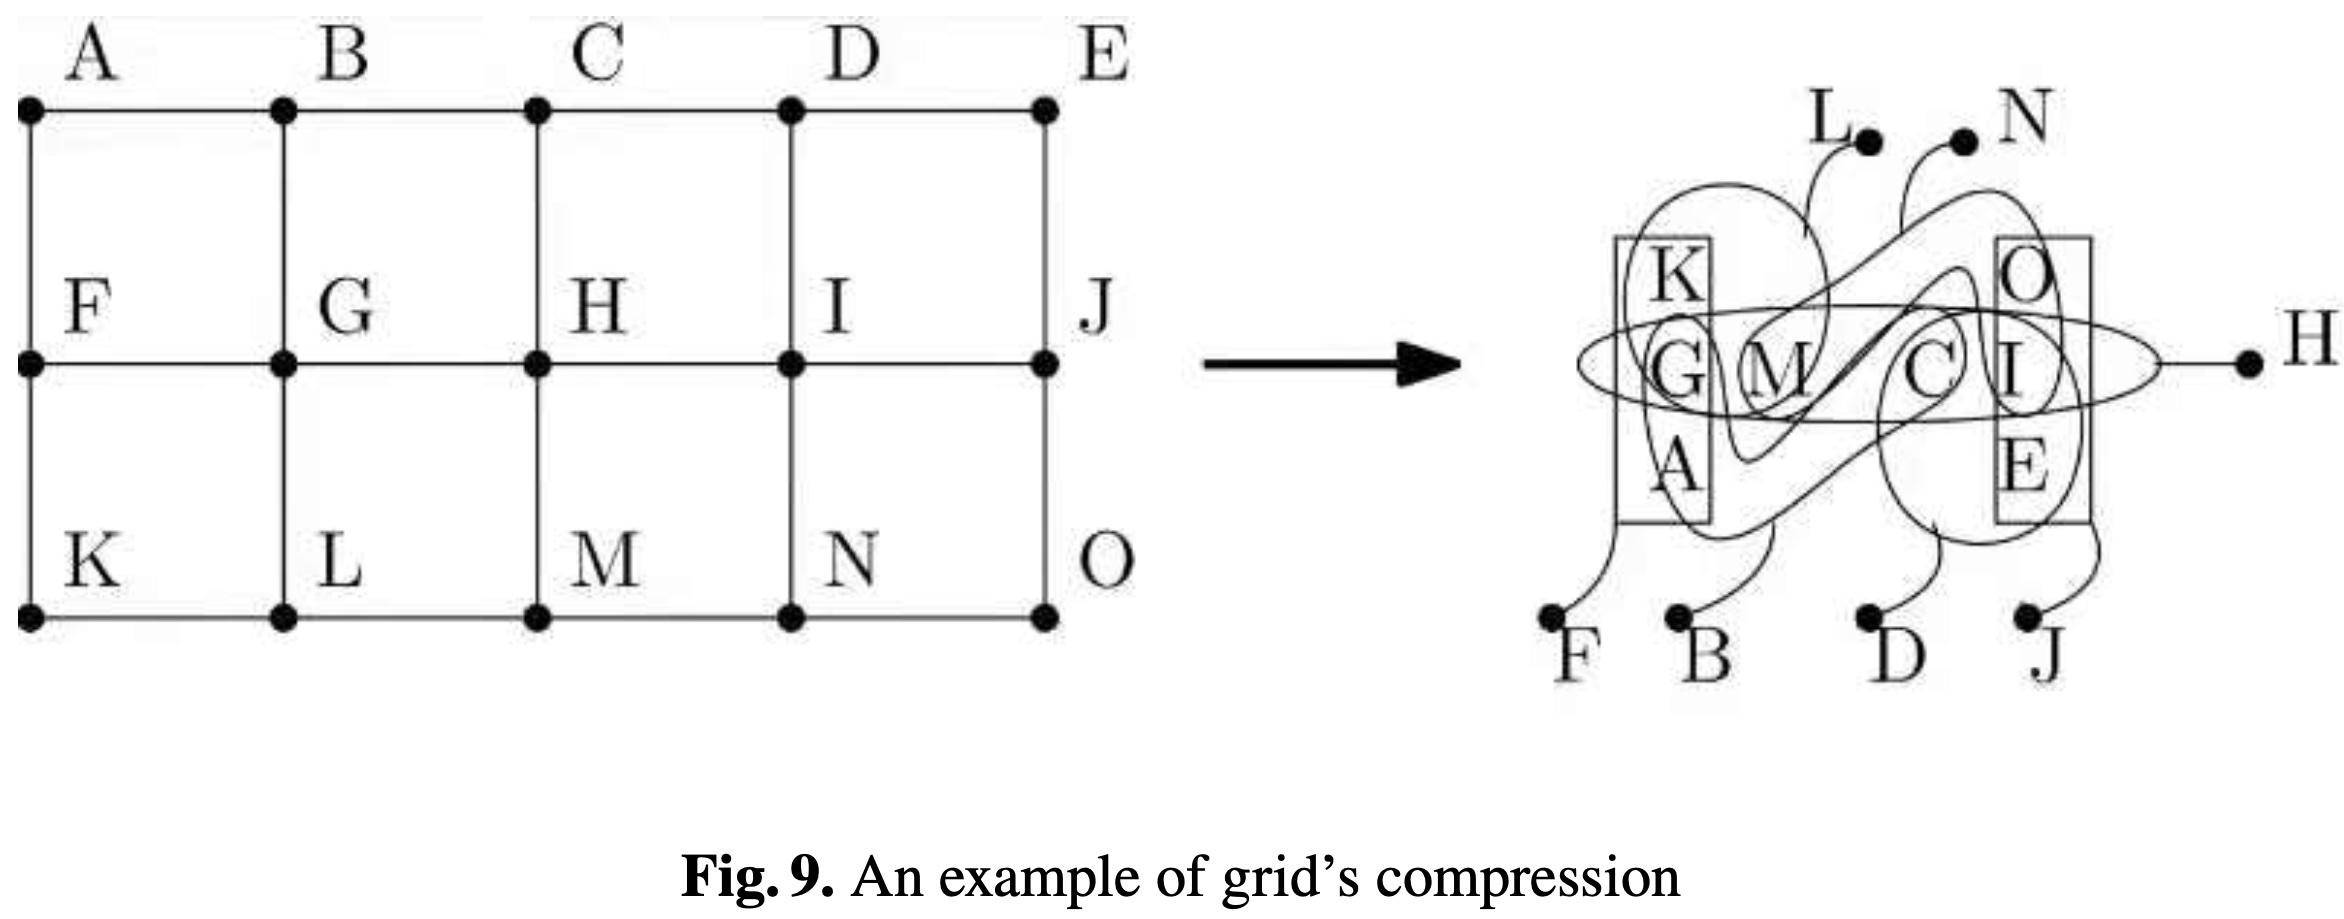 A B C D E
L N
K O
F G H I J
G M C I H
A E
K L M N O
F B D J
Fig. 9. An example of grid's compression